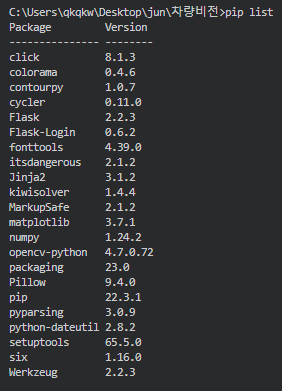 C:\Users\qkqkw\Desktop\jun\차량비전>pip list
Package         Version
--------------- --------
click           8.1.3
colorama        0.4.6
contourpy       1.0.7
cycler          0.11.0
Flask           2.2.3
Flask-Login     0.6.2
fonttools       4.39.0
itsdangerous    2.1.2
Jinja2          3.1.2
kiwisolver      1.4.4
MarkupSafe      2.1.2
matplotlib      3.7.1
numpy           1.24.2
opencv-python   4.7.0.72
packaging       23.0
Pillow          9.4.0
pip             22.3.1
pyparsing       3.0.9
python-dateutil 2.8.2
setuptools      65.5.0
six             1.16.0
Werkzeug        2.2.3